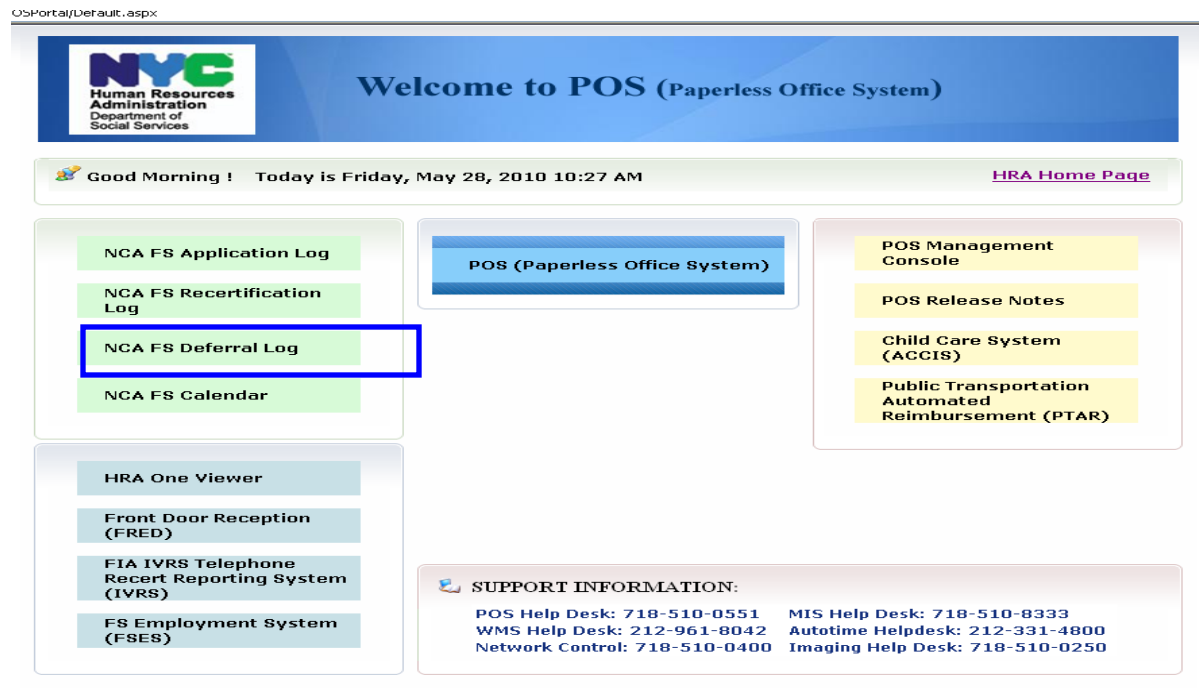 OSPortal/Default.aspx
NYC
Human Resources
Administration
Department of
Social Services
Welcome to POS (Paperless Office System)
Good Morning ! Today is Friday, May 28, 2010 10:27 AM
HRA Home Page
NCA FS Application Log
NCA FS Recertification
Log
NCA FS Deferral Log
NCA FS Calendar
POS (Paperless Office System)
POS Management
Console
POS Release Notes
Child Care System
(ACCIS)
Public Transportation
Automated
Reimbursement (PTAR)
HRA One Viewer
Front Door Reception
(FRED)
FIA IVRS Telephone
Recert Reporting System
(IVRS)
FS Employment System
(FSES)
SUPPORT INFORMATION:
POS Help Desk: 718-510-0551 MIS Help Desk: 718-510-8333
WMS Help Desk: 212-961-8042 Autotime Helpdesk: 212-331-4800
Network Control: 718-510-0400 Imaging Help Desk: 718-510-0250